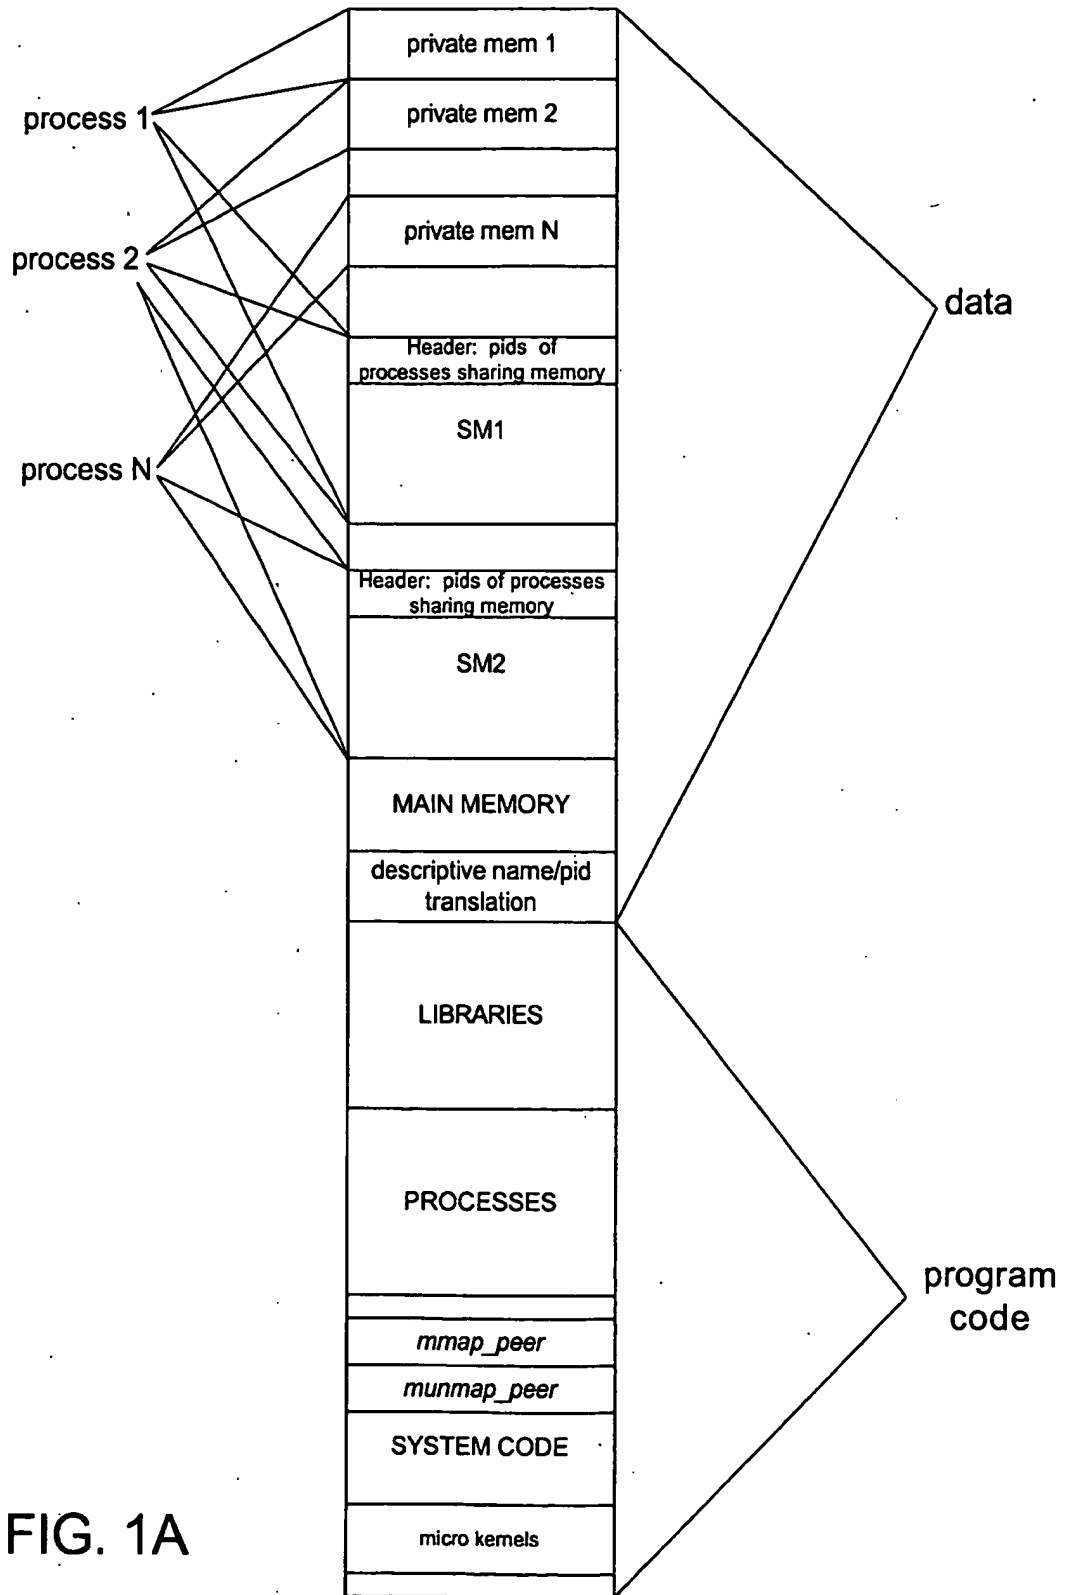 private mem 1
process 1
private mem 2
private mem N
process 2
data
Header: pids of
processes sharing memory
SM1
process N
Header: pids of processes
sharing memory
SM2
MAIN MEMORY
descriptive name/pid
translation
LIBRARIES
PROCESSES
program
code
mmap_peer
munmap_peer
SYSTEM CODE
micro kernels
FIG. 1A